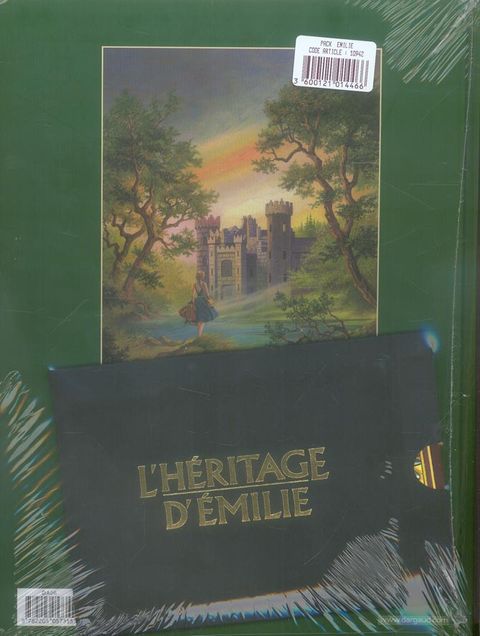 PACK EMILIE
CODE ARTICLE : 50942
3 600121 014466
L'HÉRITAGE
D'ÉMILIE
www.dargaud.com